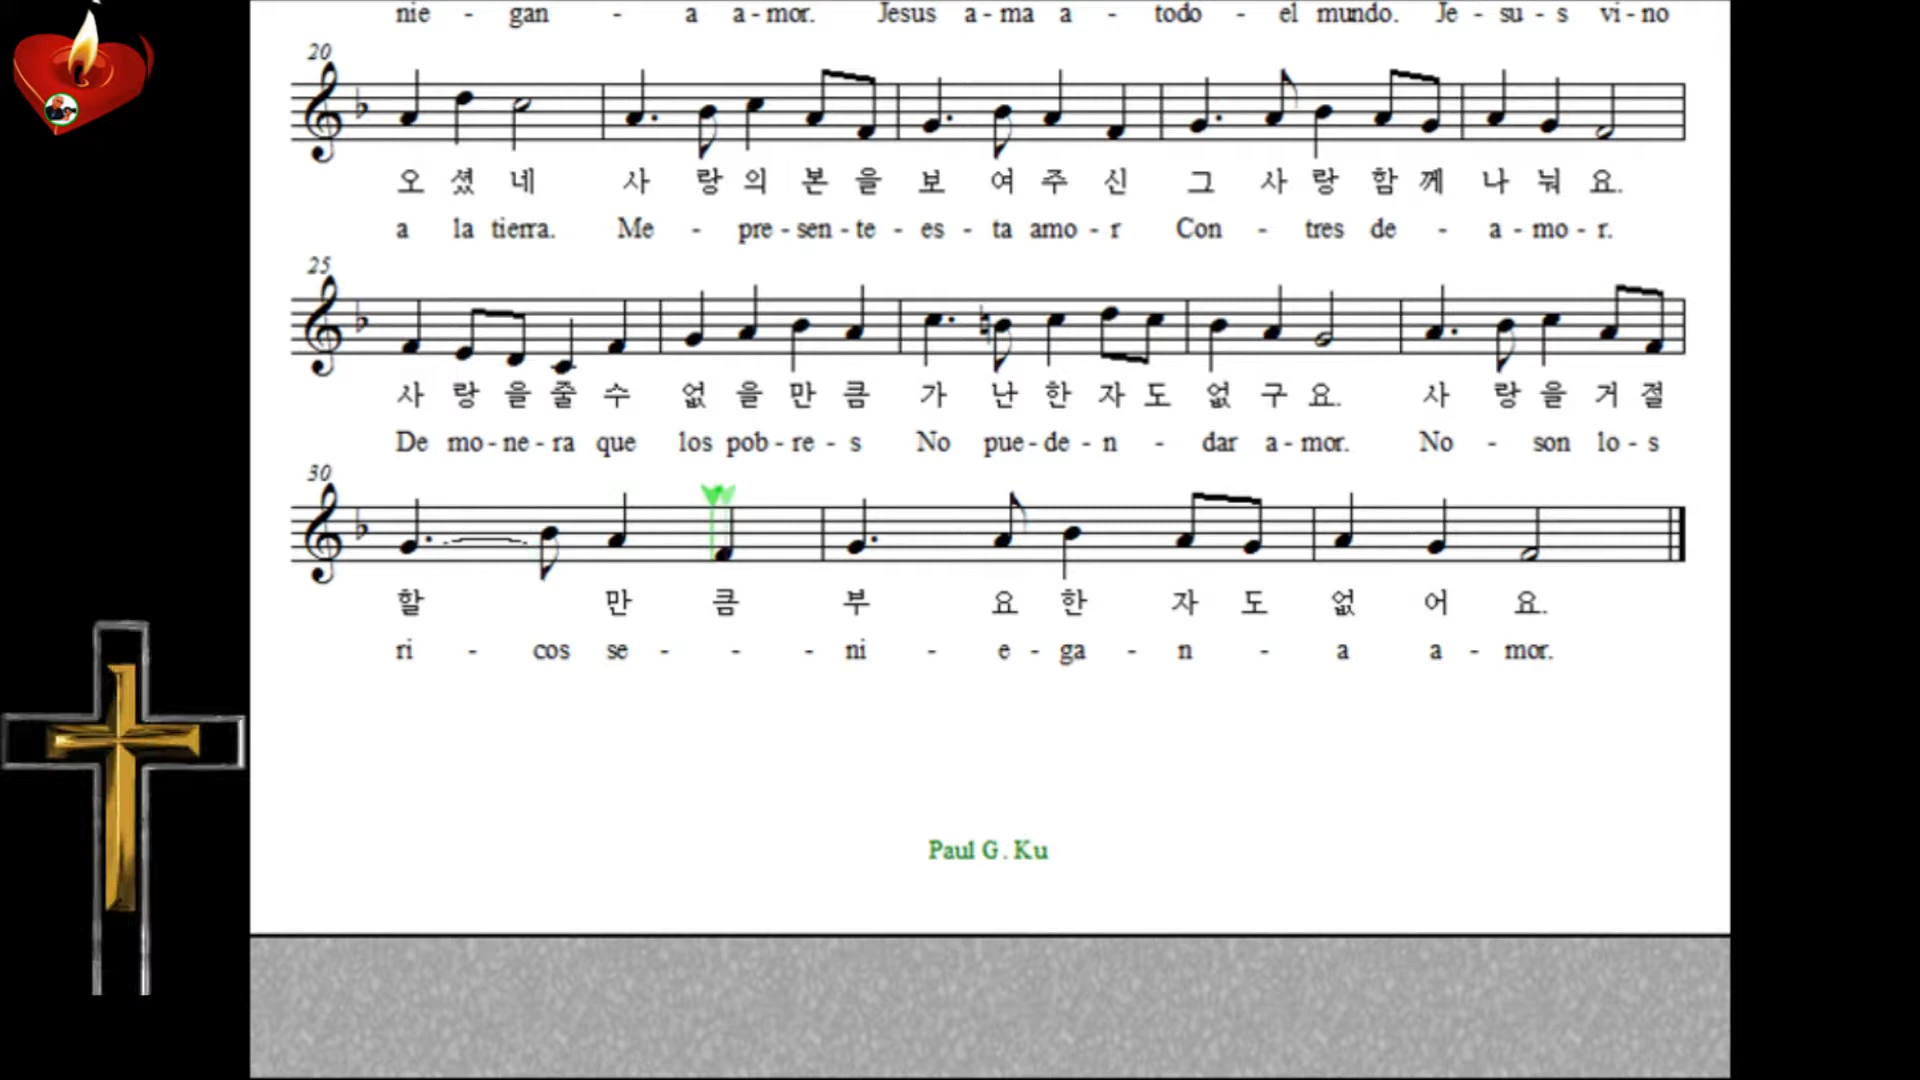 nie - gan - a a-mor. Jesus a-ma a - todo - el mundo. Je - su - s vi-no
20
오 셨 네 사 랑 의 본 을 보 여 주 신 그 사 랑 함 께 나 눠 요.
a la tierra. Me - pre-sen-te - es - ta amo - r Con - tres de - a-mo-r.
25
사 랑 을 줄 수 없 을 만 큼 가 난 한 자 도 없 구 요. 사 랑 을 거 절
De mo-ne-ra que los pob-re-s No pue-de-n - dar a-mor. No - son lo-s
30
할 만 큼 부 요 한 자 도 없 어 요.
ri - cos se - - - ni - e - ga - n - a a - mor.
Paul G. Ku